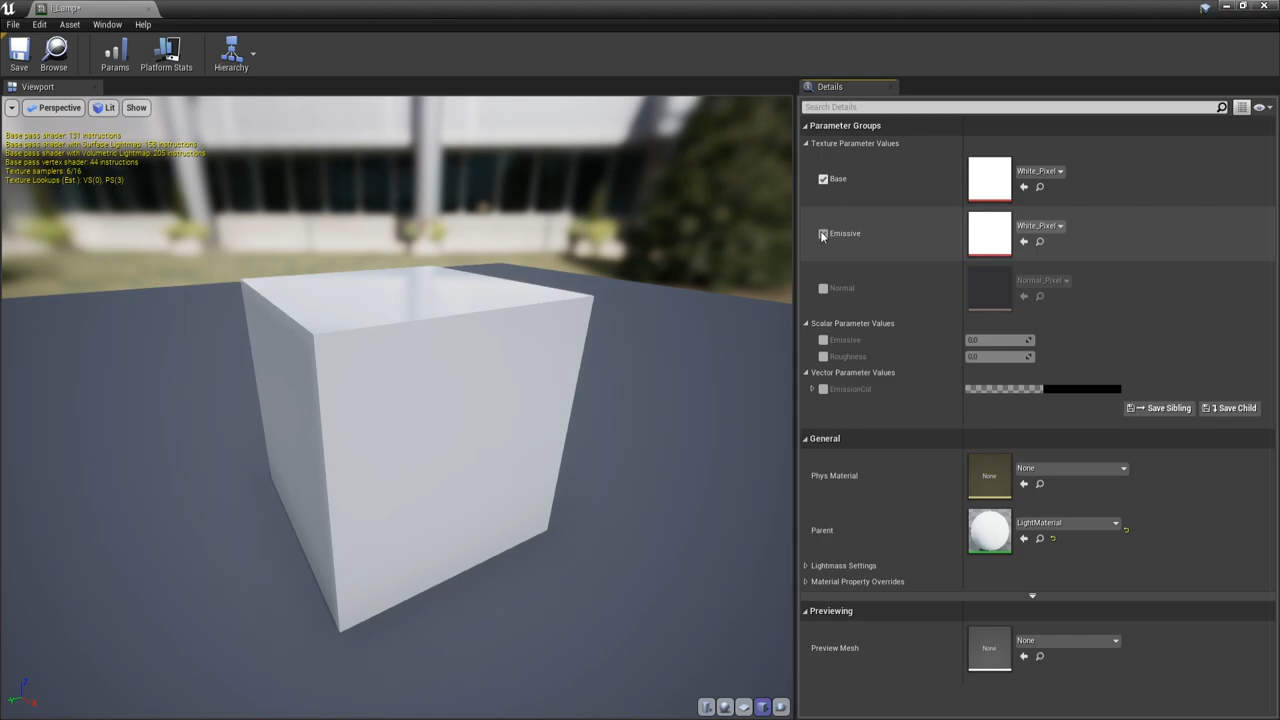 i_Lamp*
File Edit Asset Window Help
Save Browse Params Platform Stats Hierarchy
Viewport
Details
Perspective Lit Show
Search Details
Base pass shader: 131 instructions
Base pass shader with Surface Lightmap: 156 instructions
Base pass shader with Volumetric Lightmap: 205 instructions
Base pass vertex shader: 44 instructions
Texture samplers: 6/16
Texture Lookups (Est.): VS(0), PS(3)
Parameter Groups
Texture Parameter Values
Base White_Pixel
Emissive White_Pixel
Normal Normal_Pixel
Scalar Parameter Values
Emissive 0,0
Roughness 0,0
Vector Parameter Values
EmissionCol
Save Sibling Save Child
General
Phys Material None None
Parent LightMaterial
Lightmass Settings
Material Property Overrides
Previewing
Preview Mesh None None